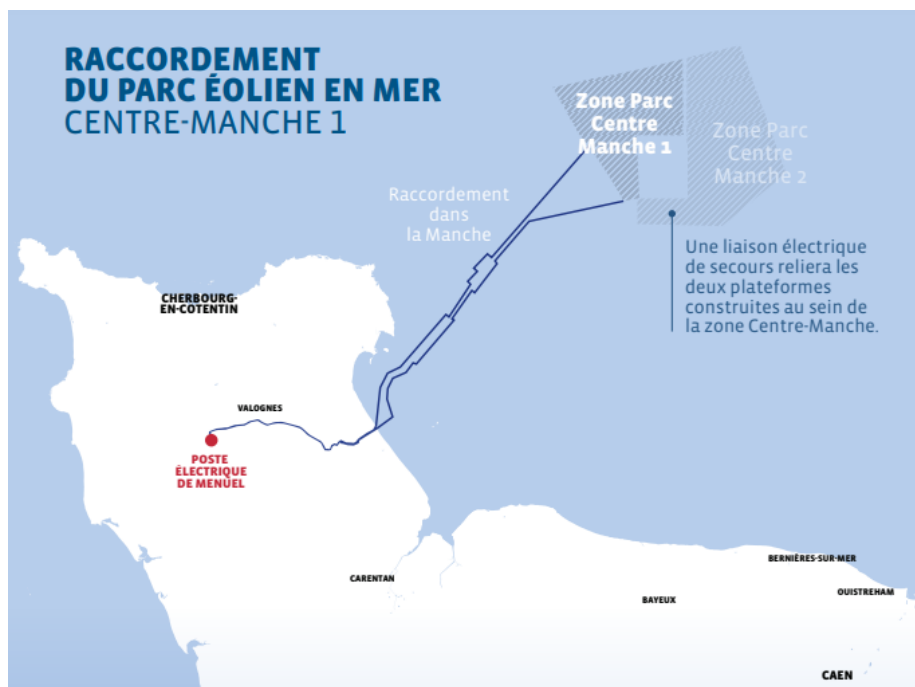 RACCORDEMENT
DU PARC ÉOLIEN EN MER
CENTRE-MANCHE 1
Zone Parc
Centre
Manche 1
Zone Parc
Centre
Manche 2
Raccordement
dans
la Manche
Une liaison électrique
de secours reliera les
deux plateformes
construites au sein de
la zone Centre-Manche.
CHERBOURG-
EN-COTENTIN
VALOGNES
POSTE
ÉLECTRIQUE
DE MENUEL
CARENTAN
BERNIÈRES-SUR-MER
OUISTREHAM
BAYEUX
CAEN